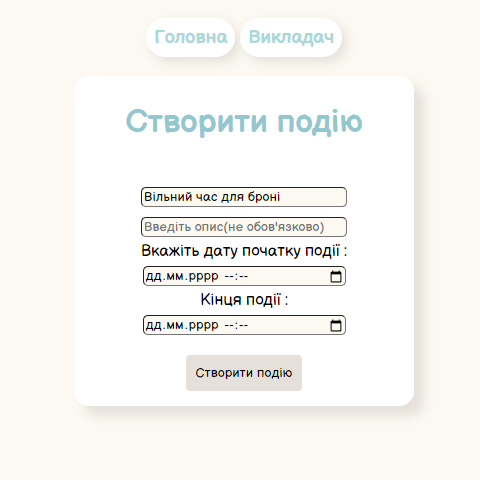 Головна Викладач
Створити подію
Вільний час для броні
Введіть опис(не обов'язково)
Вкажіть дату початку події :
дд.мм.рррр --:--
Кінця події :
дд.мм.рррр --:--
Створити подію